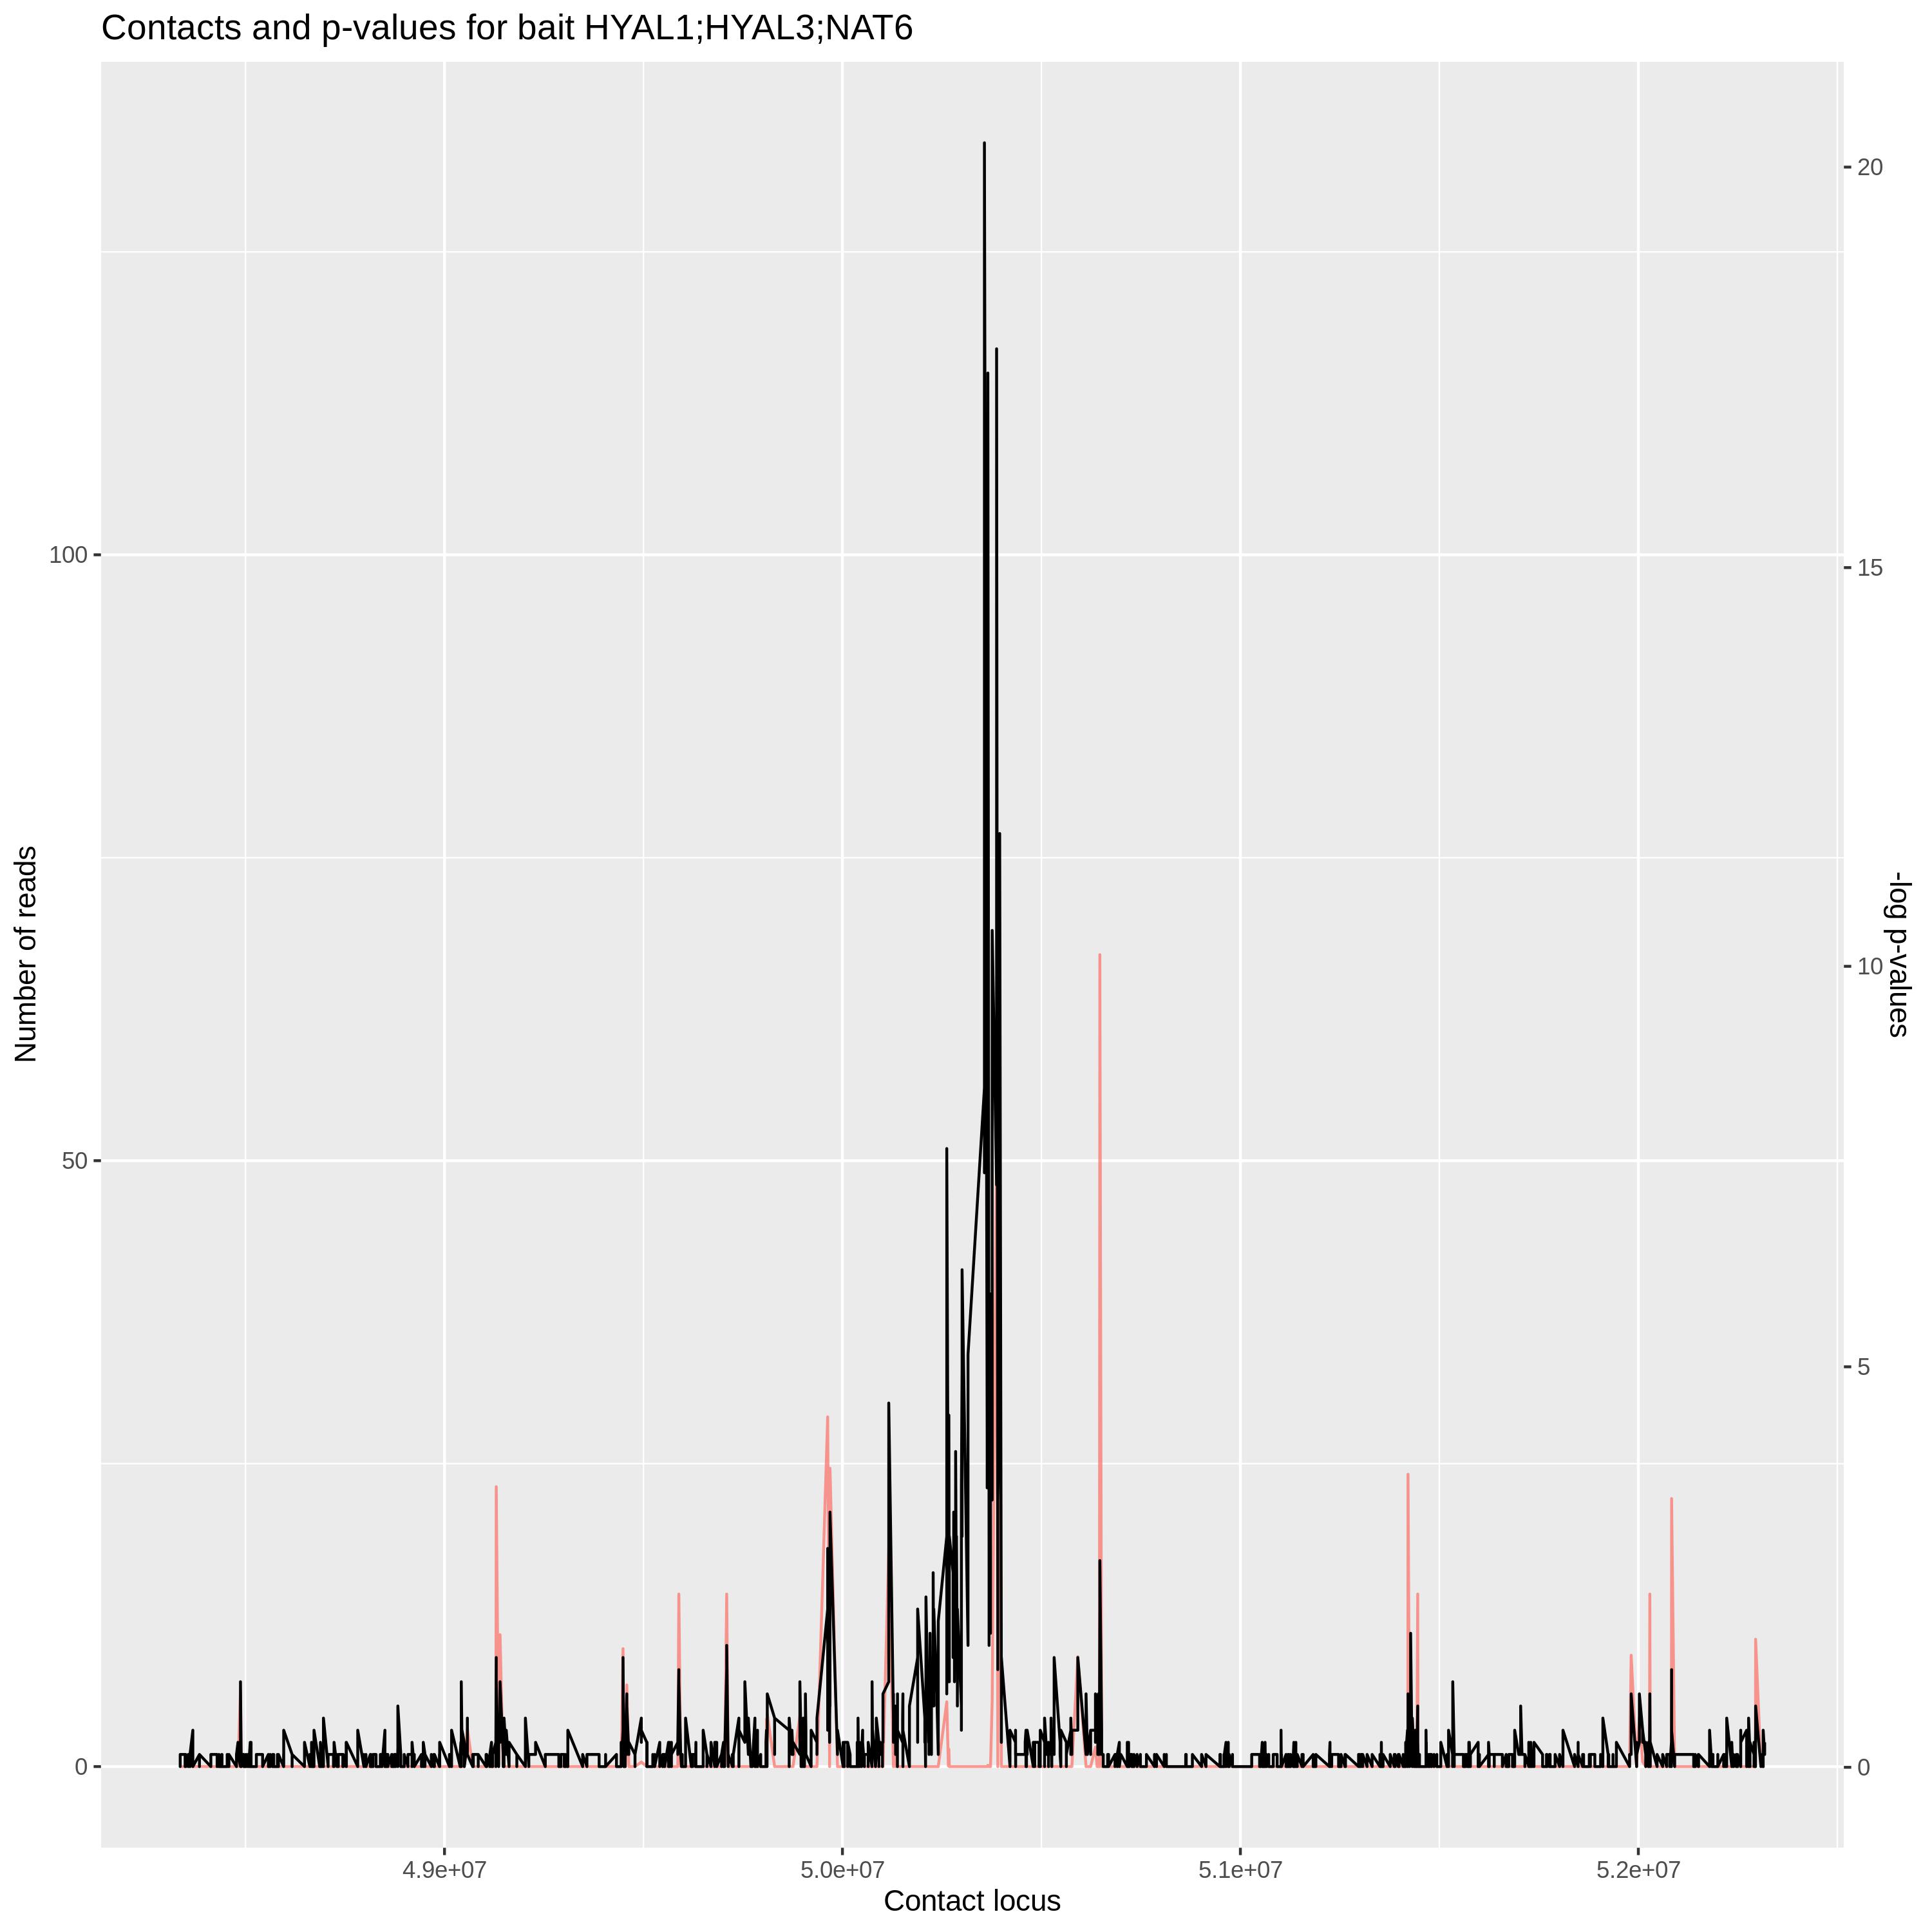 Contacts and p-values for bait HYAL1;HYAL3;NAT6
Number of reads
100
50
0
20
15
10
5
0
-log p-values
4.9e+07
5.0e+07
5.1e+07
5.2e+07
Contact locus